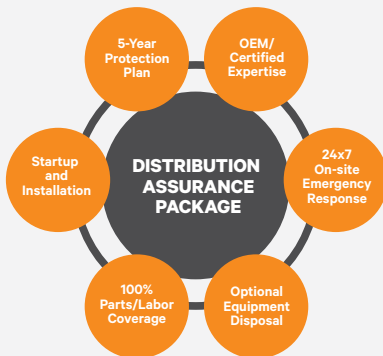 5-Year
Protection
Plan
OEM/
Certified
Expertise
Startup
and
Installation
DISTRIBUTION
ASSURANCE
PACKAGE
24x7
On-site
Emergency
Response
100%
Parts/Labor
Coverage
Optional
Equipment
Disposal